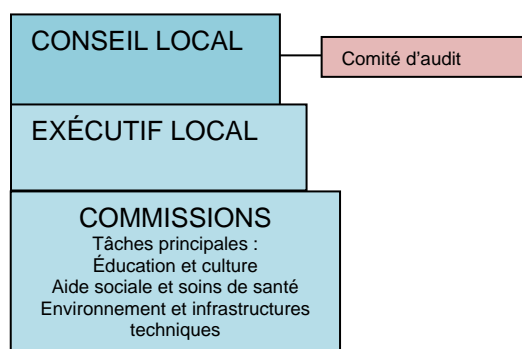 CONSEIL LOCAL
Comité d’audit
EXÉCUTIF LOCAL
COMMISSIONS
Tâches principales :
Éducation et culture
Aide sociale et soins de santé
Environnement et infrastructures
techniques